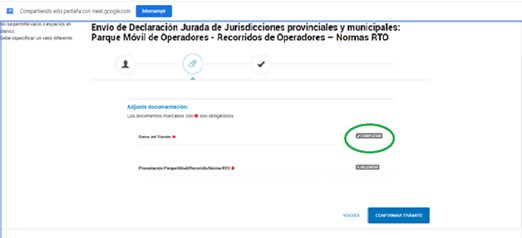 Compartiendo esta pestaña con meet.google.com Interrumpir
No se permite vacío o espacios en
blanco.
Debe especificar un valor diferente
Envío de Declaración Jurada de Jurisdicciones provinciales y municipales:
Parque Móvil de Operadores - Recorridos de Operadores – Normas RTO
Adjuntá documentación:
Los documentos marcados con son obligatorios.
Datos del Trámite
COMPLETAR
Presentación Parque Móvil/Recorrido/Norma RTO
ADJUNTAR
VOLVER CONFIRMAR TRÁMITE